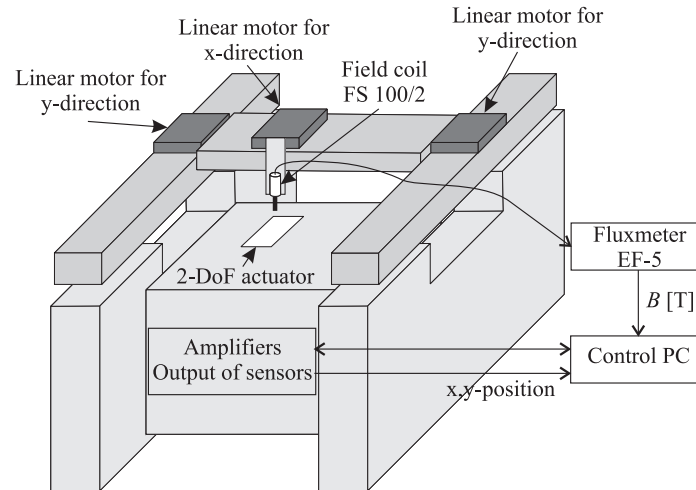 Linear motor for
x-direction
Linear motor for
y-direction
Linear motor for
y-direction
Field coil
FS 100/2
2-DoF actuator
Fluxmeter
EF-5
B [T]
Amplifiers
Output of sensors
Control PC
x,y-position